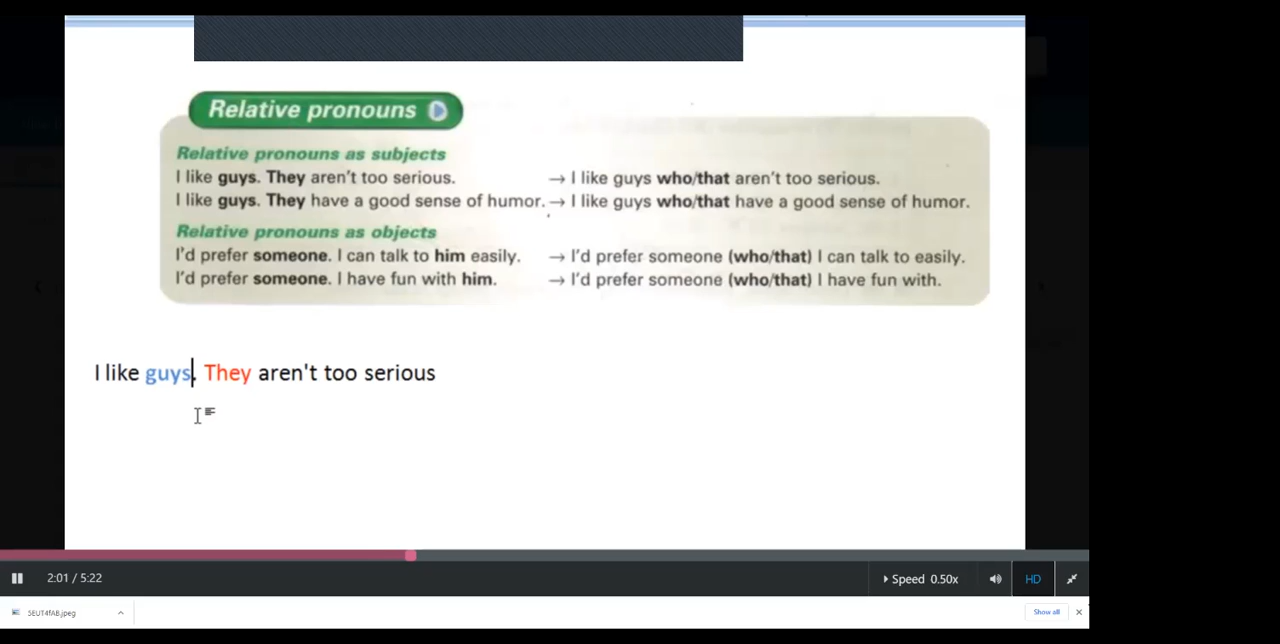 Relative pronouns
Relative pronouns as subjects
I like guys. They aren't too serious. → I like guys who/that aren't too serious.
I like guys. They have a good sense of humor. → I like guys who/that have a good sense of humor.
Relative pronouns as objects
I'd prefer someone. I can talk to him easily. → I'd prefer someone (who/that) I can talk to easily.
I'd prefer someone. I have fun with him. → I'd prefer someone (who/that) I have fun with.
I like guys. They aren't too serious
2:01 / 5:22
Speed 0.50x
HD
5EUT4fAB.jpeg
Show all